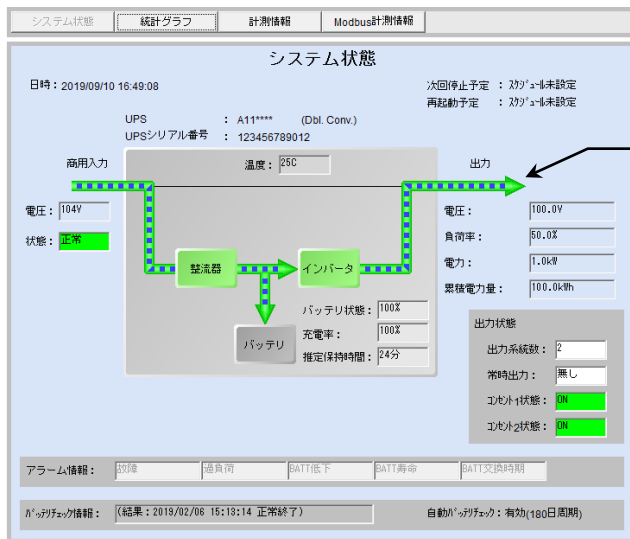 システム状態 統計グラフ 計測情報 Modbus計測情報
システム状態
日時：2019/09/10 16:49:08
次回停止予定 ：ｽｹｼﾞｭｰﾙ未設定
再起動予定 ：ｽｹｼﾞｭｰﾙ未設定
UPS : A11**** (Dbl. Conv.)
UPSシリアル番号 : 123456789012
商用入力
温度： 25C
出力
電圧： 104V
状態： 正常
整流器
インバータ
バッテリ
バッテリ状態： 100%
充電率： 100%
推定保持時間： 24分
電圧： 100.0V
負荷率： 50.0%
電力： 1.0kW
累積電力量： 100.0kWh
出力状態
出力系統数： 2
常時出力： 無し
ｺﾝｾﾝﾄ1状態： ON
ｺﾝｾﾝﾄ2状態： ON
アラーム情報： 故障 過負荷 BATT低下 BATT寿命 BATT交換時期
ﾊﾞｯﾃﾘﾁｪｯｸ情報： (結果：2019/02/06 15:13:14 正常終了)
自動ﾊﾞｯﾃﾘﾁｪｯｸ：有効(180日周期)